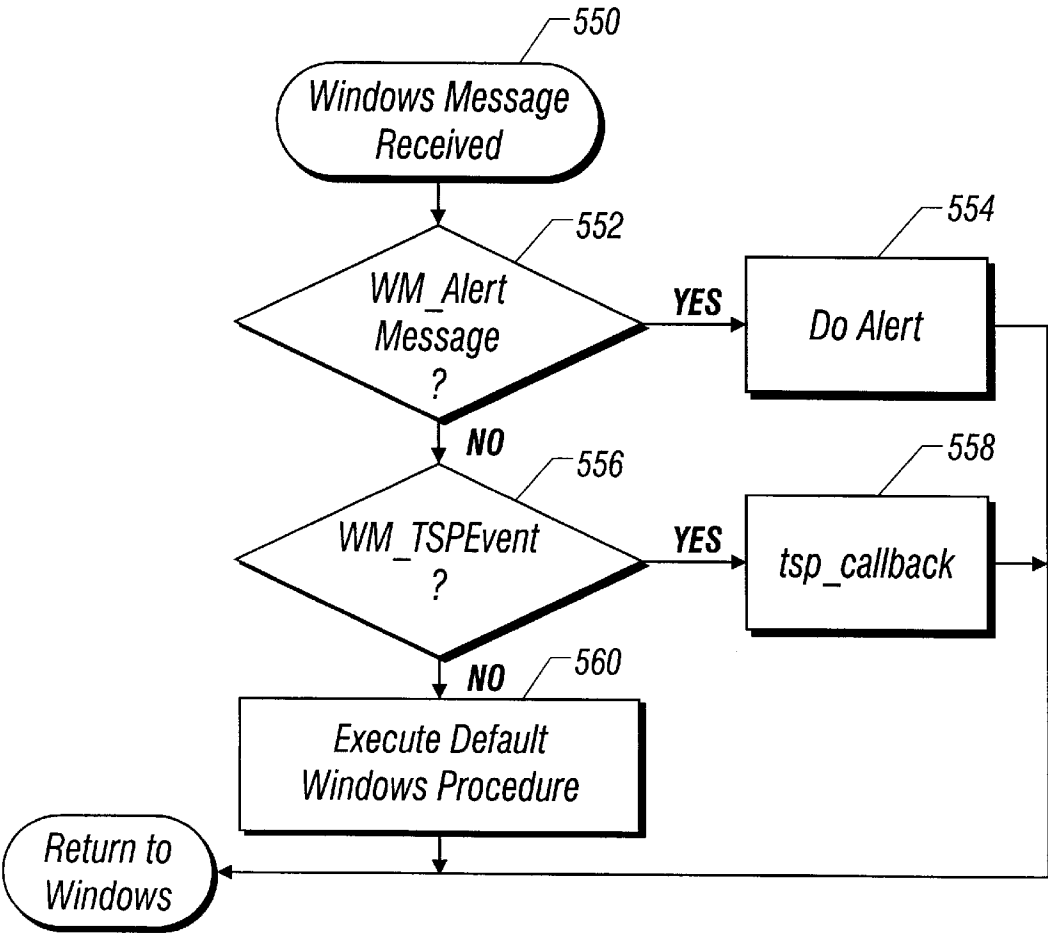 550
Windows Message
Received
552
WM_Alert
Message
?
YES
554
Do Alert
NO
556
WM_TSPEvent
?
YES
558
tsp_callback
NO
560
Execute Default
Windows Procedure
Return to
Windows